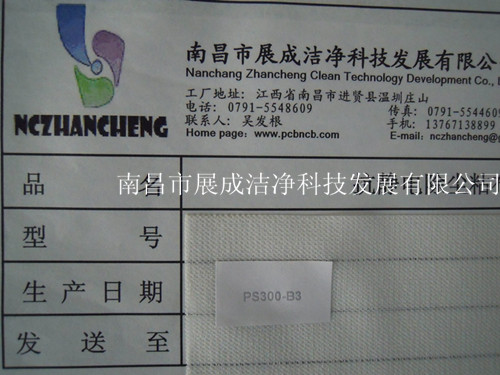 NCZHANCHENG
南昌市展成洁净科技发展有限公
Nanchang Zhancheng Clean Technology Development Co.,
工厂地址: 江西省南昌市进贤县温圳庄山
电话: 0791-5548609
传真: 0791-5544609
联系人: 吴发根
手机: 13767138899
Home page: www.pcbncb.com
E-mail: nczhancheng@
品 名
南昌市展成洁净科技发展有限公司
型 号
PS300-B3
生产日期
发 送 至